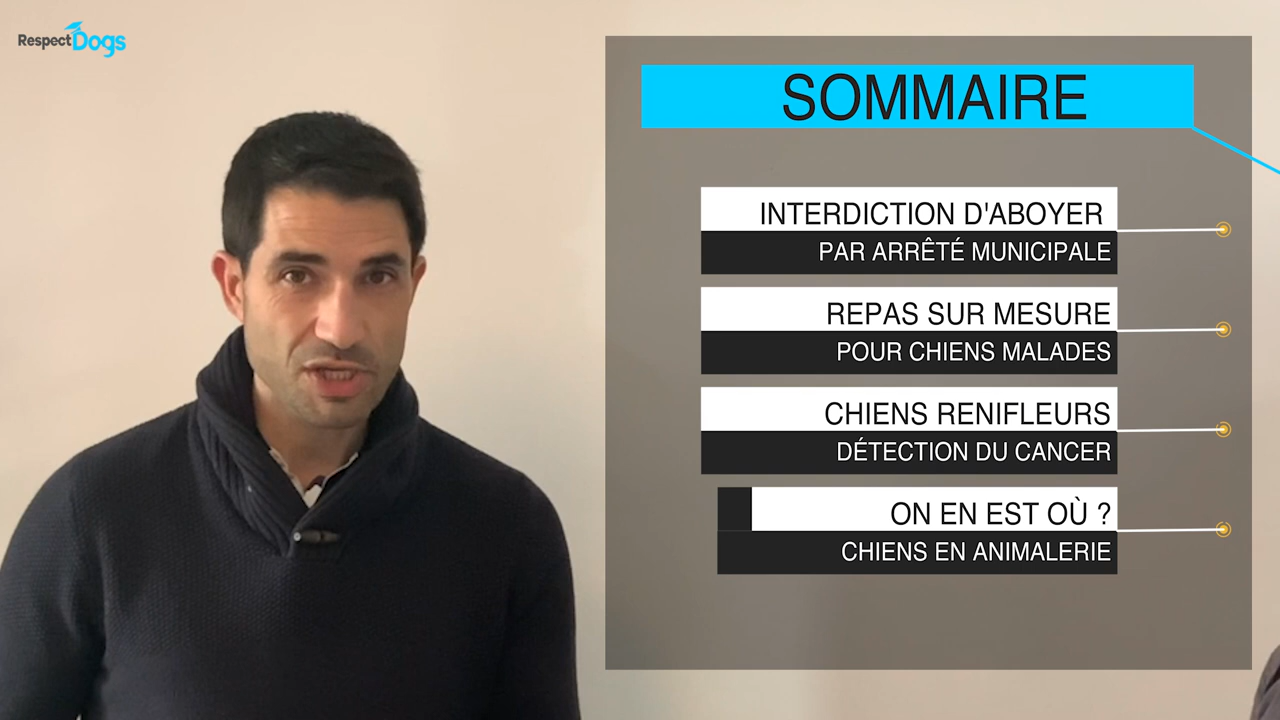 RespectDogs
SOMMAIRE
INTERDICTION D'ABOYER
PAR ARRÊTÉ MUNICIPALE
REPAS SUR MESURE
POUR CHIENS MALADES
CHIENS RENIFLEURS
DÉTECTION DU CANCER
ON EN EST OÙ ?
CHIENS EN ANIMALERIE